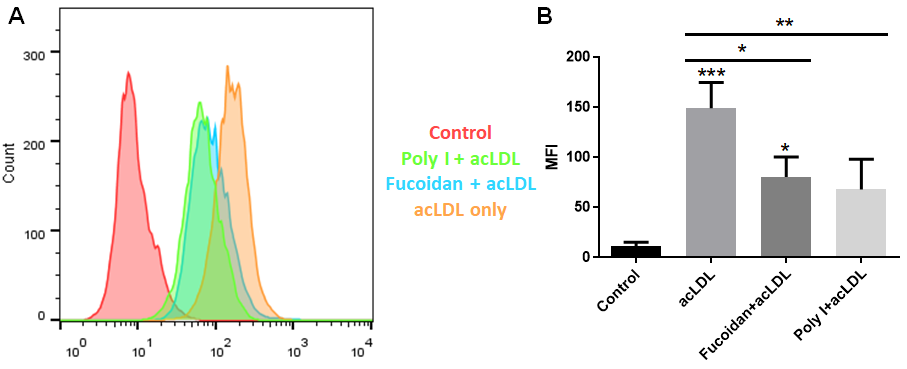 A
Count
300
200
100
0
10^0
10^1
10^2
10^3
10^4
Control
Poly I + acLDL
Fucoidan + acLDL
acLDL only
B
**
*
***
*
MFI
200
150
100
50
0
Control
acLDL
Fucoidan+acLDL
Poly I+acLDL